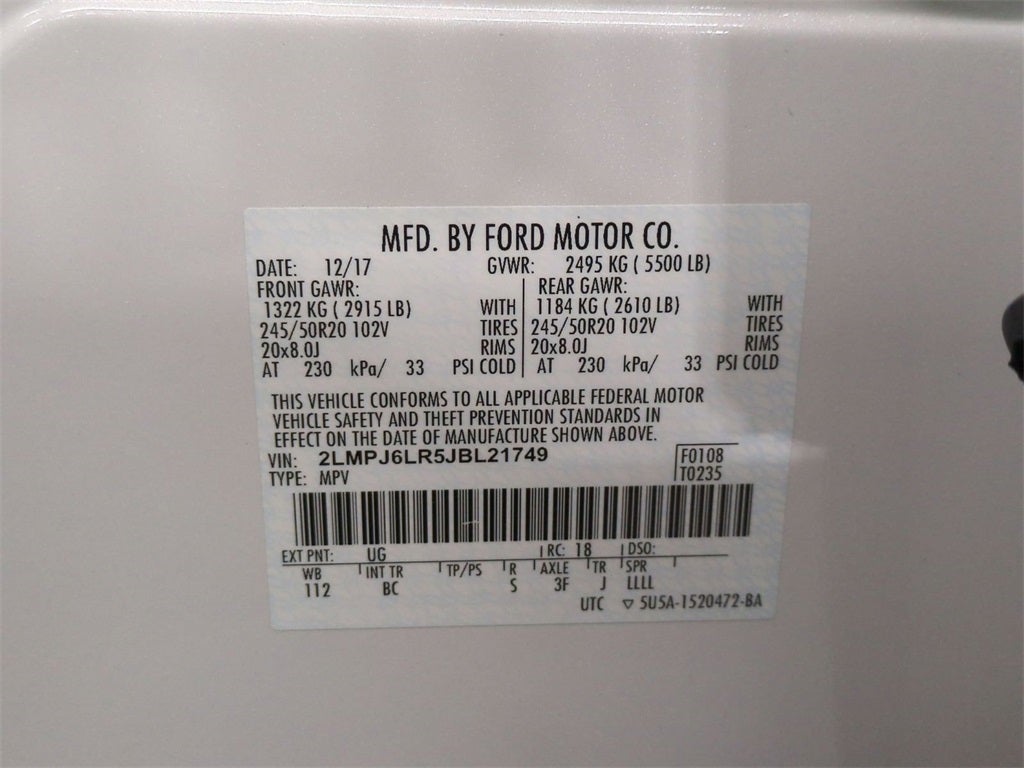 MFD. BY FORD MOTOR CO.
DATE: 12/17 GVWR: 2495 KG ( 5500 LB)
FRONT GAWR: REAR GAWR:
1322 KG ( 2915 LB) WITH 1184 KG ( 2610 LB) WITH
245/50R20 102V TIRES 245/50R20 102V TIRES
20x8.0J RIMS 20x8.0J RIMS
AT 230 kPa/ 33 PSI COLD AT 230 kPa/ 33 PSI COLD
THIS VEHICLE CONFORMS TO ALL APPLICABLE FEDERAL MOTOR
VEHICLE SAFETY AND THEFT PREVENTION STANDARDS IN
EFFECT ON THE DATE OF MANUFACTURE SHOWN ABOVE.
VIN: 2LMPJ6LR5JBL21749 F0108
TYPE: MPV T0235
EXT PNT: UG RC: 18 DSO:
WB INT TR TP/PS R AXLE TR SPR
112 BC S 3F J LLLL
UTC ▽ 5U5A-1520472-BA